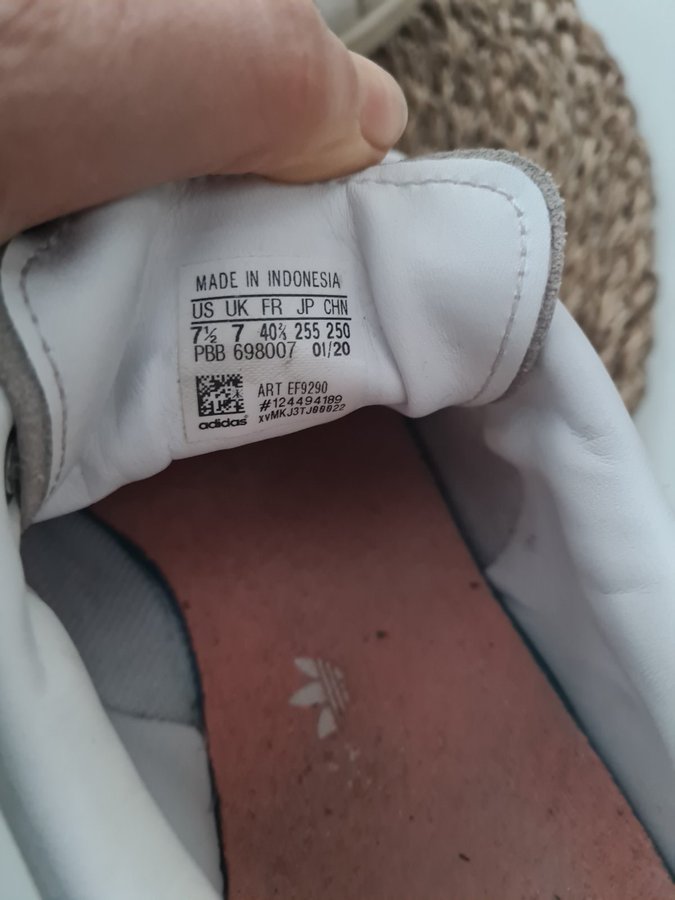 MADE IN INDONESIA
US UK FR JP CHN
7½ 7 40⅔ 255 250
PBB 698007 01/20
ART EF9290
#124494189
xvMKJ3TJ00022
adidas